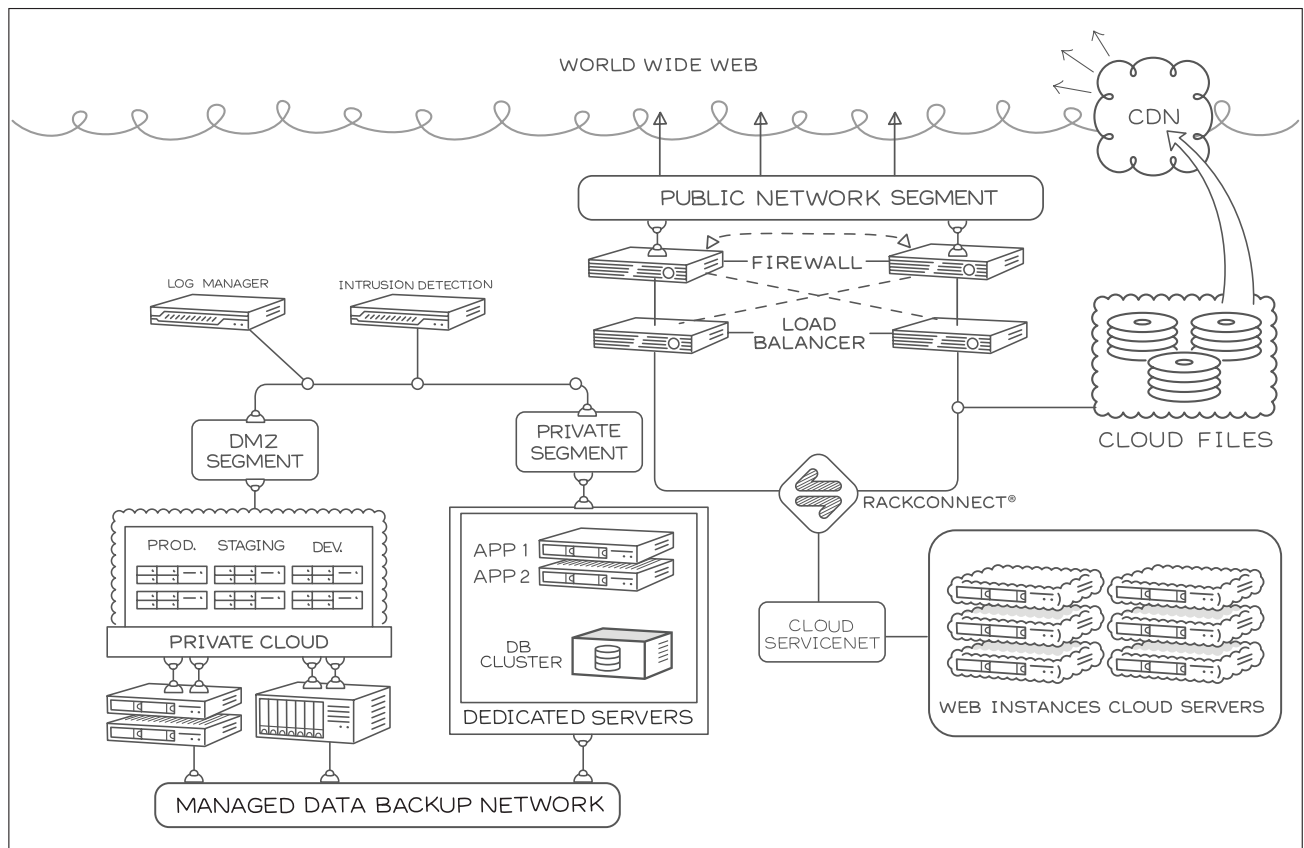 WORLD WIDE WEB
CDN
PUBLIC NETWORK SEGMENT
FIREWALL
LOG MANAGER
INTRUSION DETECTION
LOAD
BALANCER
CLOUD FILES
DMZ
SEGMENT
PRIVATE
SEGMENT
RACKCONNECT®
PROD. STAGING DEV.
APP 1
APP 2
PRIVATE CLOUD
DB
CLUSTER
DEDICATED SERVERS
CLOUD
SERVICENET
WEB INSTANCES CLOUD SERVERS
MANAGED DATA BACKUP NETWORK